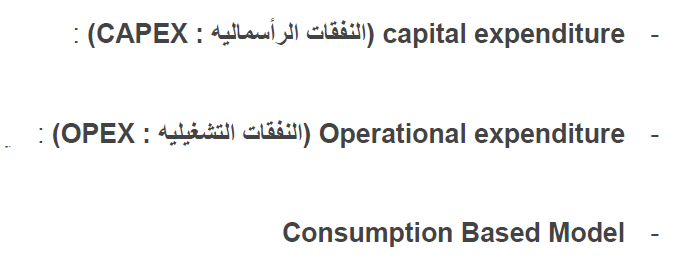 - capital expenditure (النفقات الرأسماليه : CAPEX) :
- Operational expenditure (النفقات التشغيليه : OPEX) :
- Consumption Based Model